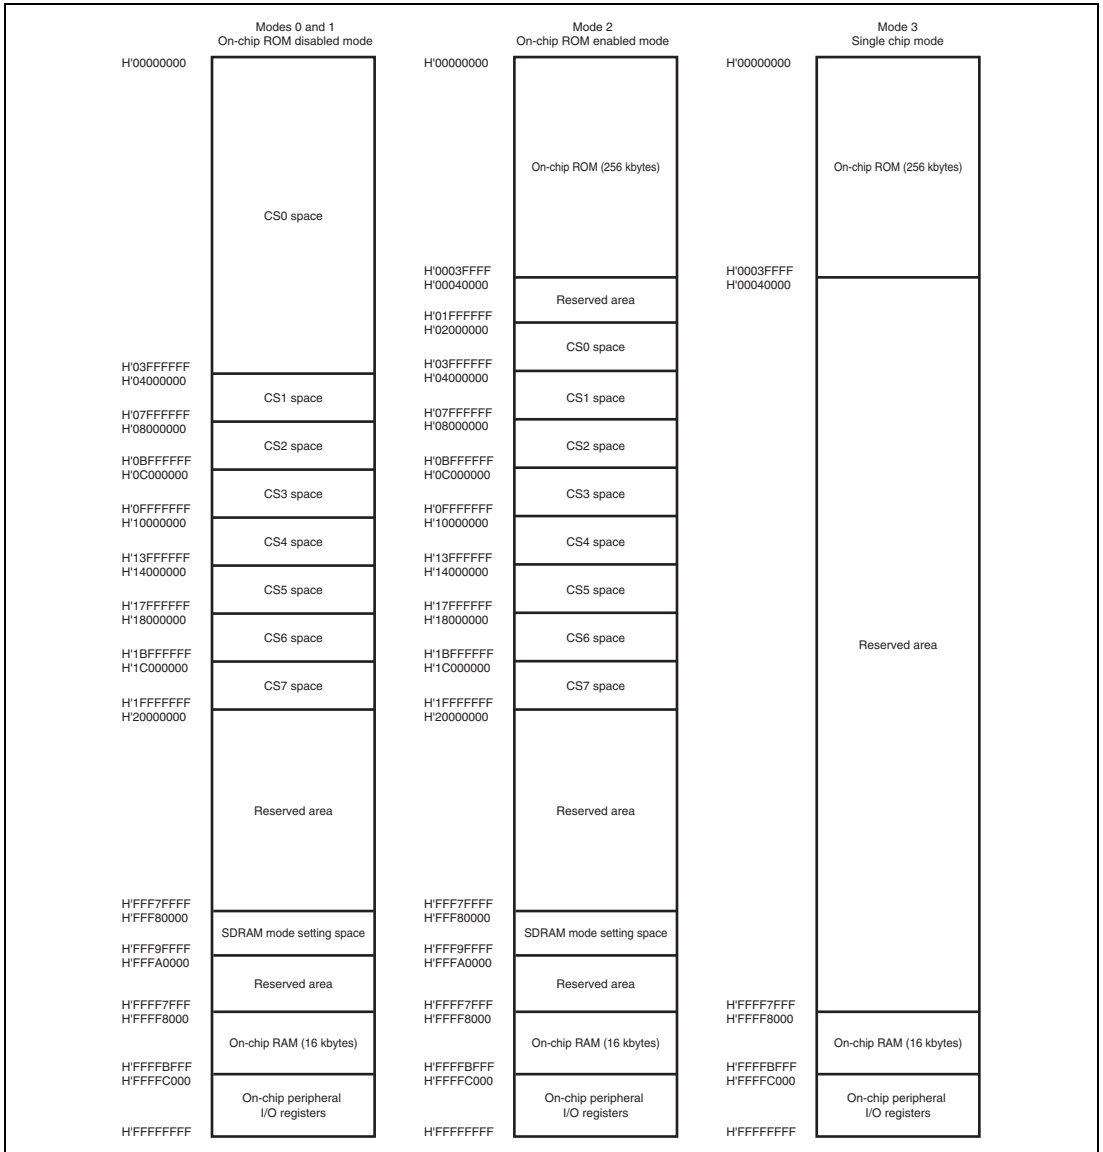 Modes 0 and 1
On-chip ROM disabled mode
H'00000000
CS0 space
H'03FFFFFF
H'04000000
CS1 space
H'07FFFFFF
H'08000000
CS2 space
H'0BFFFFFF
H'0C000000
CS3 space
H'0FFFFFFF
H'10000000
CS4 space
H'13FFFFFF
H'14000000
CS5 space
H'17FFFFFF
H'18000000
CS6 space
H'1BFFFFFF
H'1C000000
CS7 space
H'1FFFFFFF
H'20000000
Reserved area
H'FFF7FFFF
H'FFF80000
SDRAM mode setting space
H'FFF9FFFF
H'FFFA0000
Reserved area
H'FFFF7FFF
H'FFFF8000
On-chip RAM (16 kbytes)
H'FFFFBFFF
H'FFFFC000
On-chip peripheral
I/O registers
H'FFFFFFFF
Mode 2
On-chip ROM enabled mode
H'00000000
On-chip ROM (256 kbytes)
H'0003FFFF
H'00040000
Reserved area
H'01FFFFFF
H'02000000
CS0 space
H'03FFFFFF
H'04000000
CS1 space
H'07FFFFFF
H'08000000
CS2 space
H'0BFFFFFF
H'0C000000
CS3 space
H'0FFFFFFF
H'10000000
CS4 space
H'13FFFFFF
H'14000000
CS5 space
H'17FFFFFF
H'18000000
CS6 space
H'1BFFFFFF
H'1C000000
CS7 space
H'1FFFFFFF
H'20000000
Reserved area
H'FFF7FFFF
H'FFF80000
SDRAM mode setting space
H'FFF9FFFF
H'FFFA0000
Reserved area
H'FFFF7FFF
H'FFFF8000
On-chip RAM (16 kbytes)
H'FFFFBFFF
H'FFFFC000
On-chip peripheral
I/O registers
H'FFFFFFFF
Mode 3
Single chip mode
H'00000000
On-chip ROM (256 kbytes)
H'0003FFFF
H'00040000
Reserved area
H'FFFF7FFF
H'FFFF8000
On-chip RAM (16 kbytes)
H'FFFFBFFF
H'FFFFC000
On-chip peripheral
I/O registers
H'FFFFFFFF